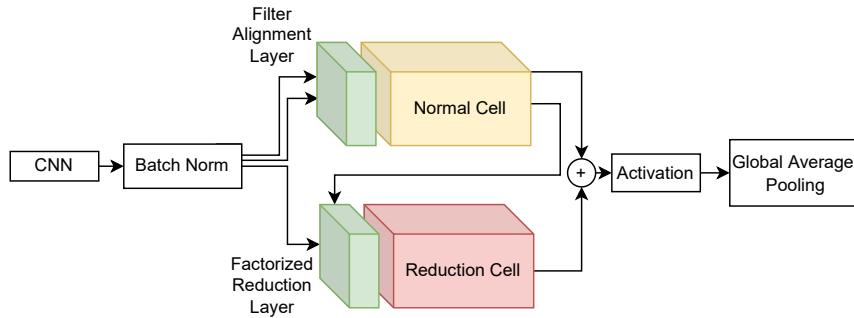 Filter
Alignment
Layer
Normal Cell
CNN
Batch Norm
+
Activation
Global Average
Pooling
Reduction Cell
Factorized
Reduction
Layer